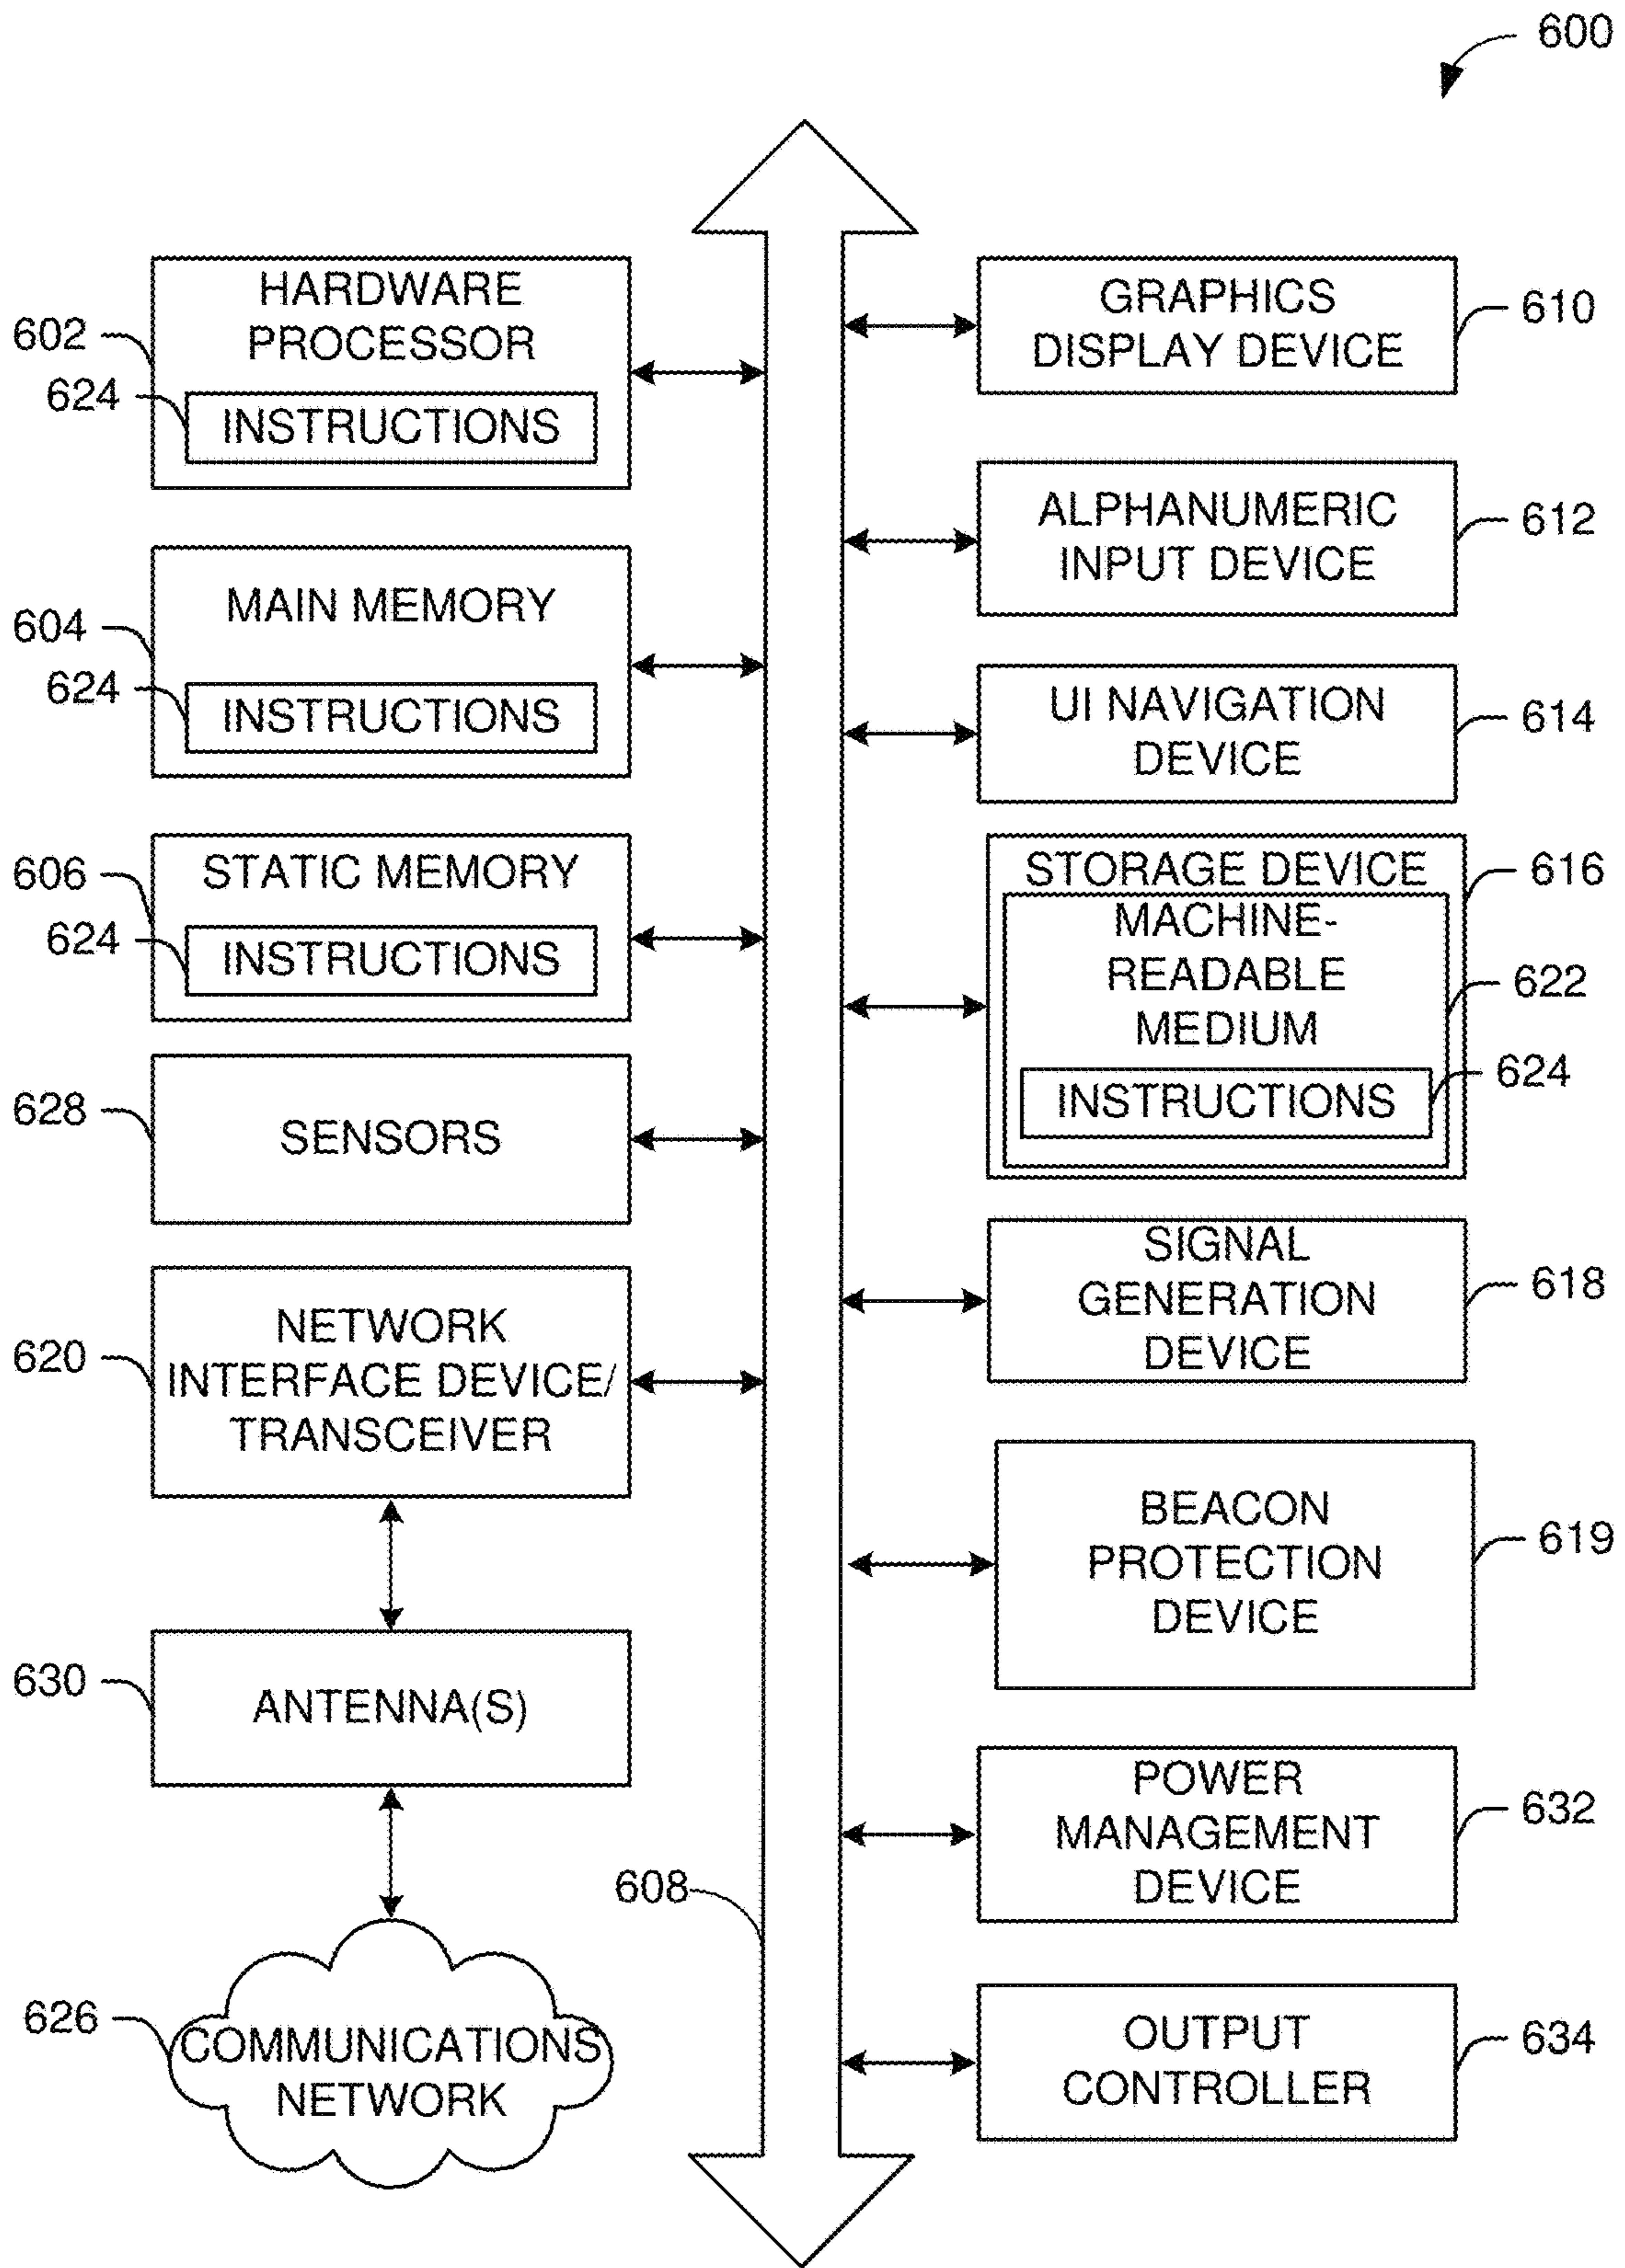 600
HARDWARE
PROCESSOR
602
624
INSTRUCTIONS
MAIN MEMORY
604
624
INSTRUCTIONS
STATIC MEMORY
606
624
INSTRUCTIONS
628
SENSORS
NETWORK
INTERFACE DEVICE/
TRANSCEIVER
620
630
ANTENNA(S)
608
626
COMMUNICATIONS
NETWORK
GRAPHICS
DISPLAY DEVICE
610
ALPHANUMERIC
INPUT DEVICE
612
UI NAVIGATION
DEVICE
614
STORAGE DEVICE
616
MACHINE-
READABLE
MEDIUM
622
INSTRUCTIONS
624
SIGNAL
GENERATION
DEVICE
618
BEACON
PROTECTION
DEVICE
619
POWER
MANAGEMENT
DEVICE
632
OUTPUT
CONTROLLER
634